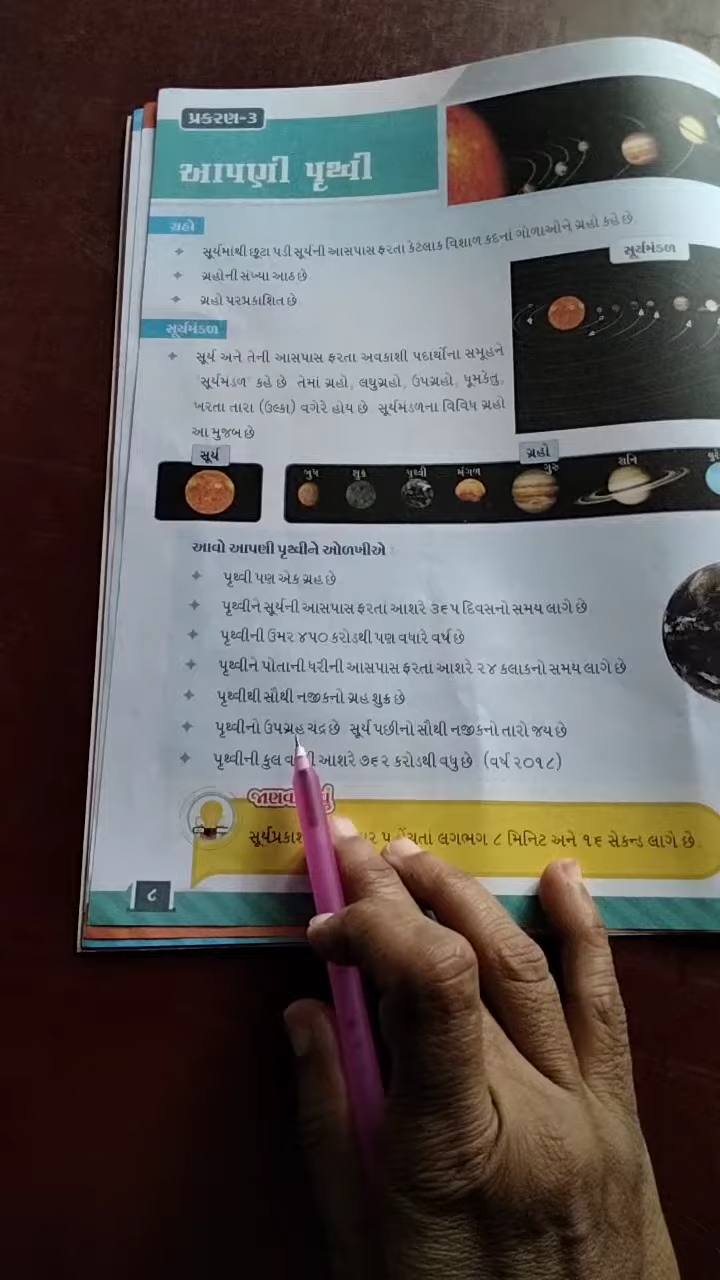 પ્રકરણ-૩
આપણી પૃથ્વી
ગ્રહો
સૂર્યમાંથી છૂટા પડી સૂર્યની આસપાસ ફરતા કેટલાક વિશાળ કદનાં ગોળાઓને ગ્રહો કહે છે
ગ્રહોની સંખ્યા આઠ છે
ગ્રહો પરપ્રકાશિત છે
સૂર્યમંડળ
સૂર્યમંડળ
સૂર્ય અને તેની આસપાસ ફરતા અવકાશી પદાર્થોના સમૂહને
'સૂર્યમંડળ' કહે છે તેમાં ગ્રહો, લઘુગ્રહો, ઉપગ્રહો, ધૂમકેતુ,
ખરતા તારા (ઉલ્કા) વગેરે હોય છે સૂર્યમંડળના વિવિધ ગ્રહો
આ મુજબ છે
સૂર્ય
ગ્રહો
બુધ શુક્ર પૃથ્વી મંગળ ગુરુ શનિ
આવો આપણી પૃથ્વીને ઓળખીએ :
પૃથ્વી પણ એક ગ્રહ છે
પૃથ્વીને સૂર્યની આસપાસ ફરતાં આશરે ૩૬૫ દિવસનો સમય લાગે છે
પૃથ્વીની ઉંમર ૪૫૦ કરોડથી પણ વધારે વર્ષ છે
પૃથ્વીને પોતાની ધરીની આસપાસ ફરતાં આશરે ૨૪ કલાકનો સમય લાગે છે
પૃથ્વીથી સૌથી નજીકનો ગ્રહ શુક્ર છે
પૃથ્વીનો ઉપગ્રહ ચંદ્ર છે સૂર્ય પછીનો સૌથી નજીકનો તારો જય છે
પૃથ્વીની કુલ આશરે ૭૬૨ કરોડથી વધુ છે (વર્ષ ૨૦૧૮)
લગભગ ૮ મિનિટ અને ૧૬ સેકન્ડ લાગે છે
૮